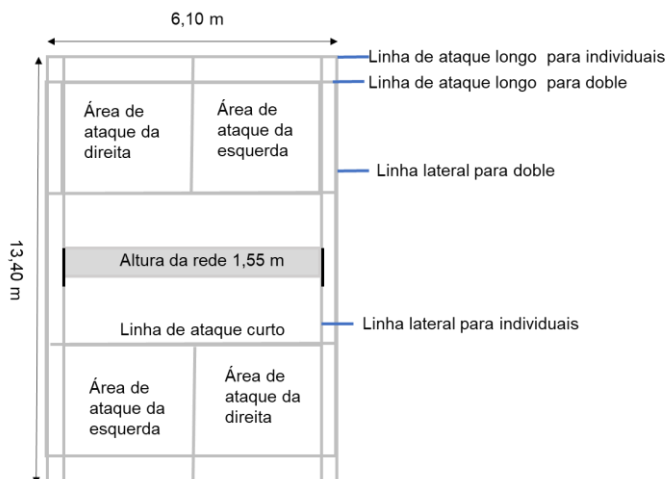 6,10 m
Linha de ataque longo para individuais
Linha de ataque longo para doble
Área de
ataque da
direita
Área de
ataque da
esquerda
Linha lateral para doble
13,40 m
Altura da rede 1,55 m
Linha de ataque curto
Linha lateral para individuais
Área de
ataque da
esquerda
Área de
ataque da
direita